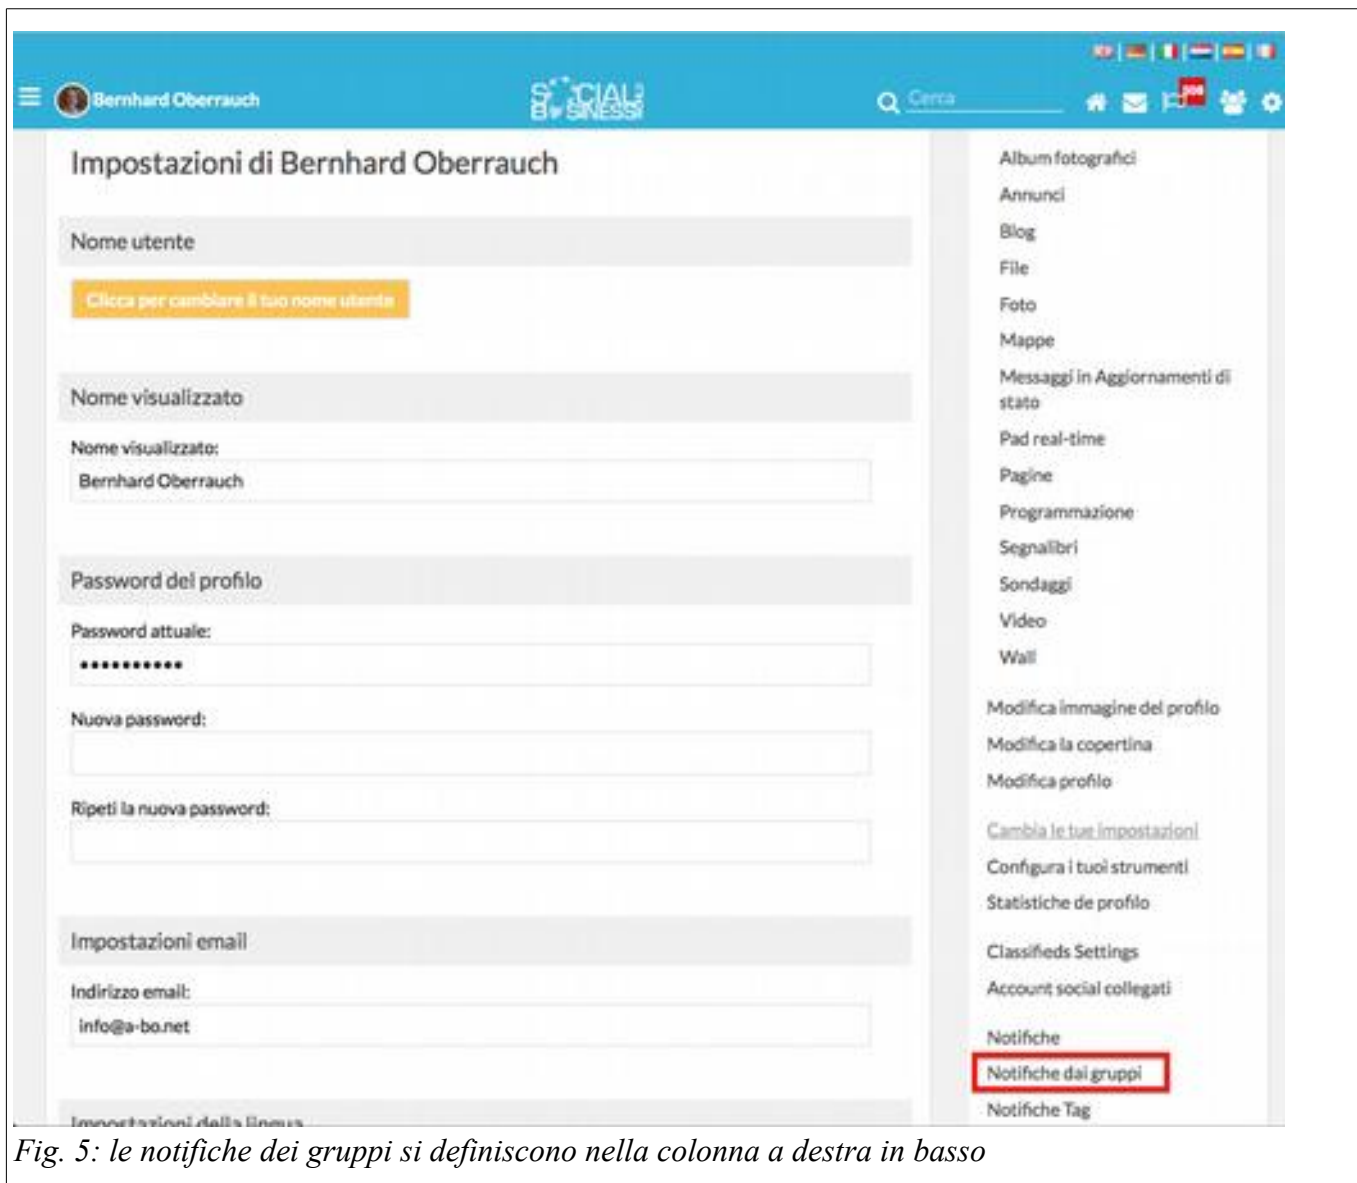 Bernhard Oberrauch
SOCIAL
BUSINESS
Cerca
Impostazioni di Bernhard Oberrauch
Nome utente
Clicca per cambiare il tuo nome utente
Nome visualizzato
Nome visualizzato:
Bernhard Oberrauch
Password del profilo
Password attuale:
••••••••••
Nuova password:
Ripeti la nuova password:
Impostazioni email
Indirizzo email:
info@a-bo.net
Impostazioni della lingua
Album fotografici
Annunci
Blog
File
Foto
Mappe
Messaggi in Aggiornamenti di
stato
Pad real-time
Pagine
Programmazione
Segnalibri
Sondaggi
Video
Wall
Modifica immagine del profilo
Modifica la copertina
Modifica profilo
Cambia le tue impostazioni
Configura i tuoi strumenti
Statistiche de profilo
Classifieds Settings
Account social collegati
Notifiche
Notifiche dai gruppi
Notifiche Tag
Fig. 5: le notifiche dei gruppi si definiscono nella colonna a destra in basso